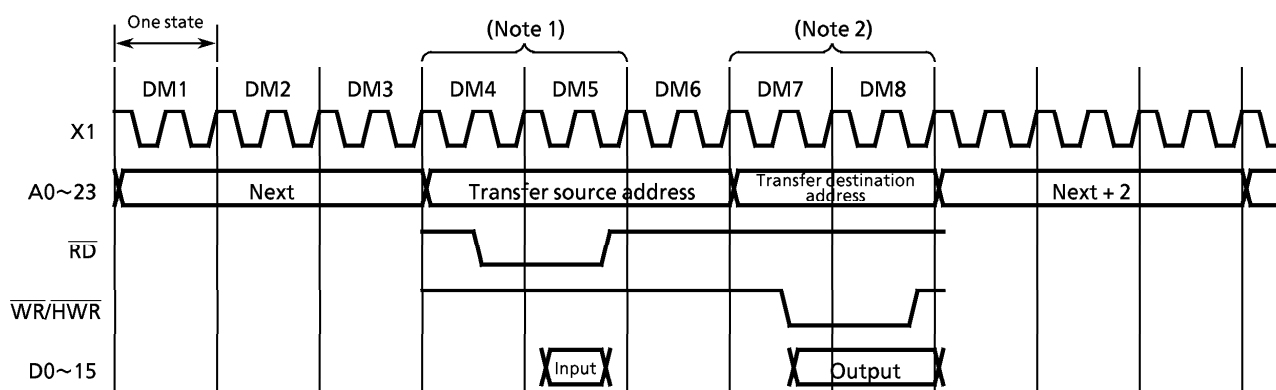 One state
(Note 1)
(Note 2)
DM1 DM2 DM3 DM4 DM5 DM6 DM7 DM8
X1
A0~23 Next Transfer source address Transfer destination address Next + 2
RD
WR/HWR
D0~15 Input Output